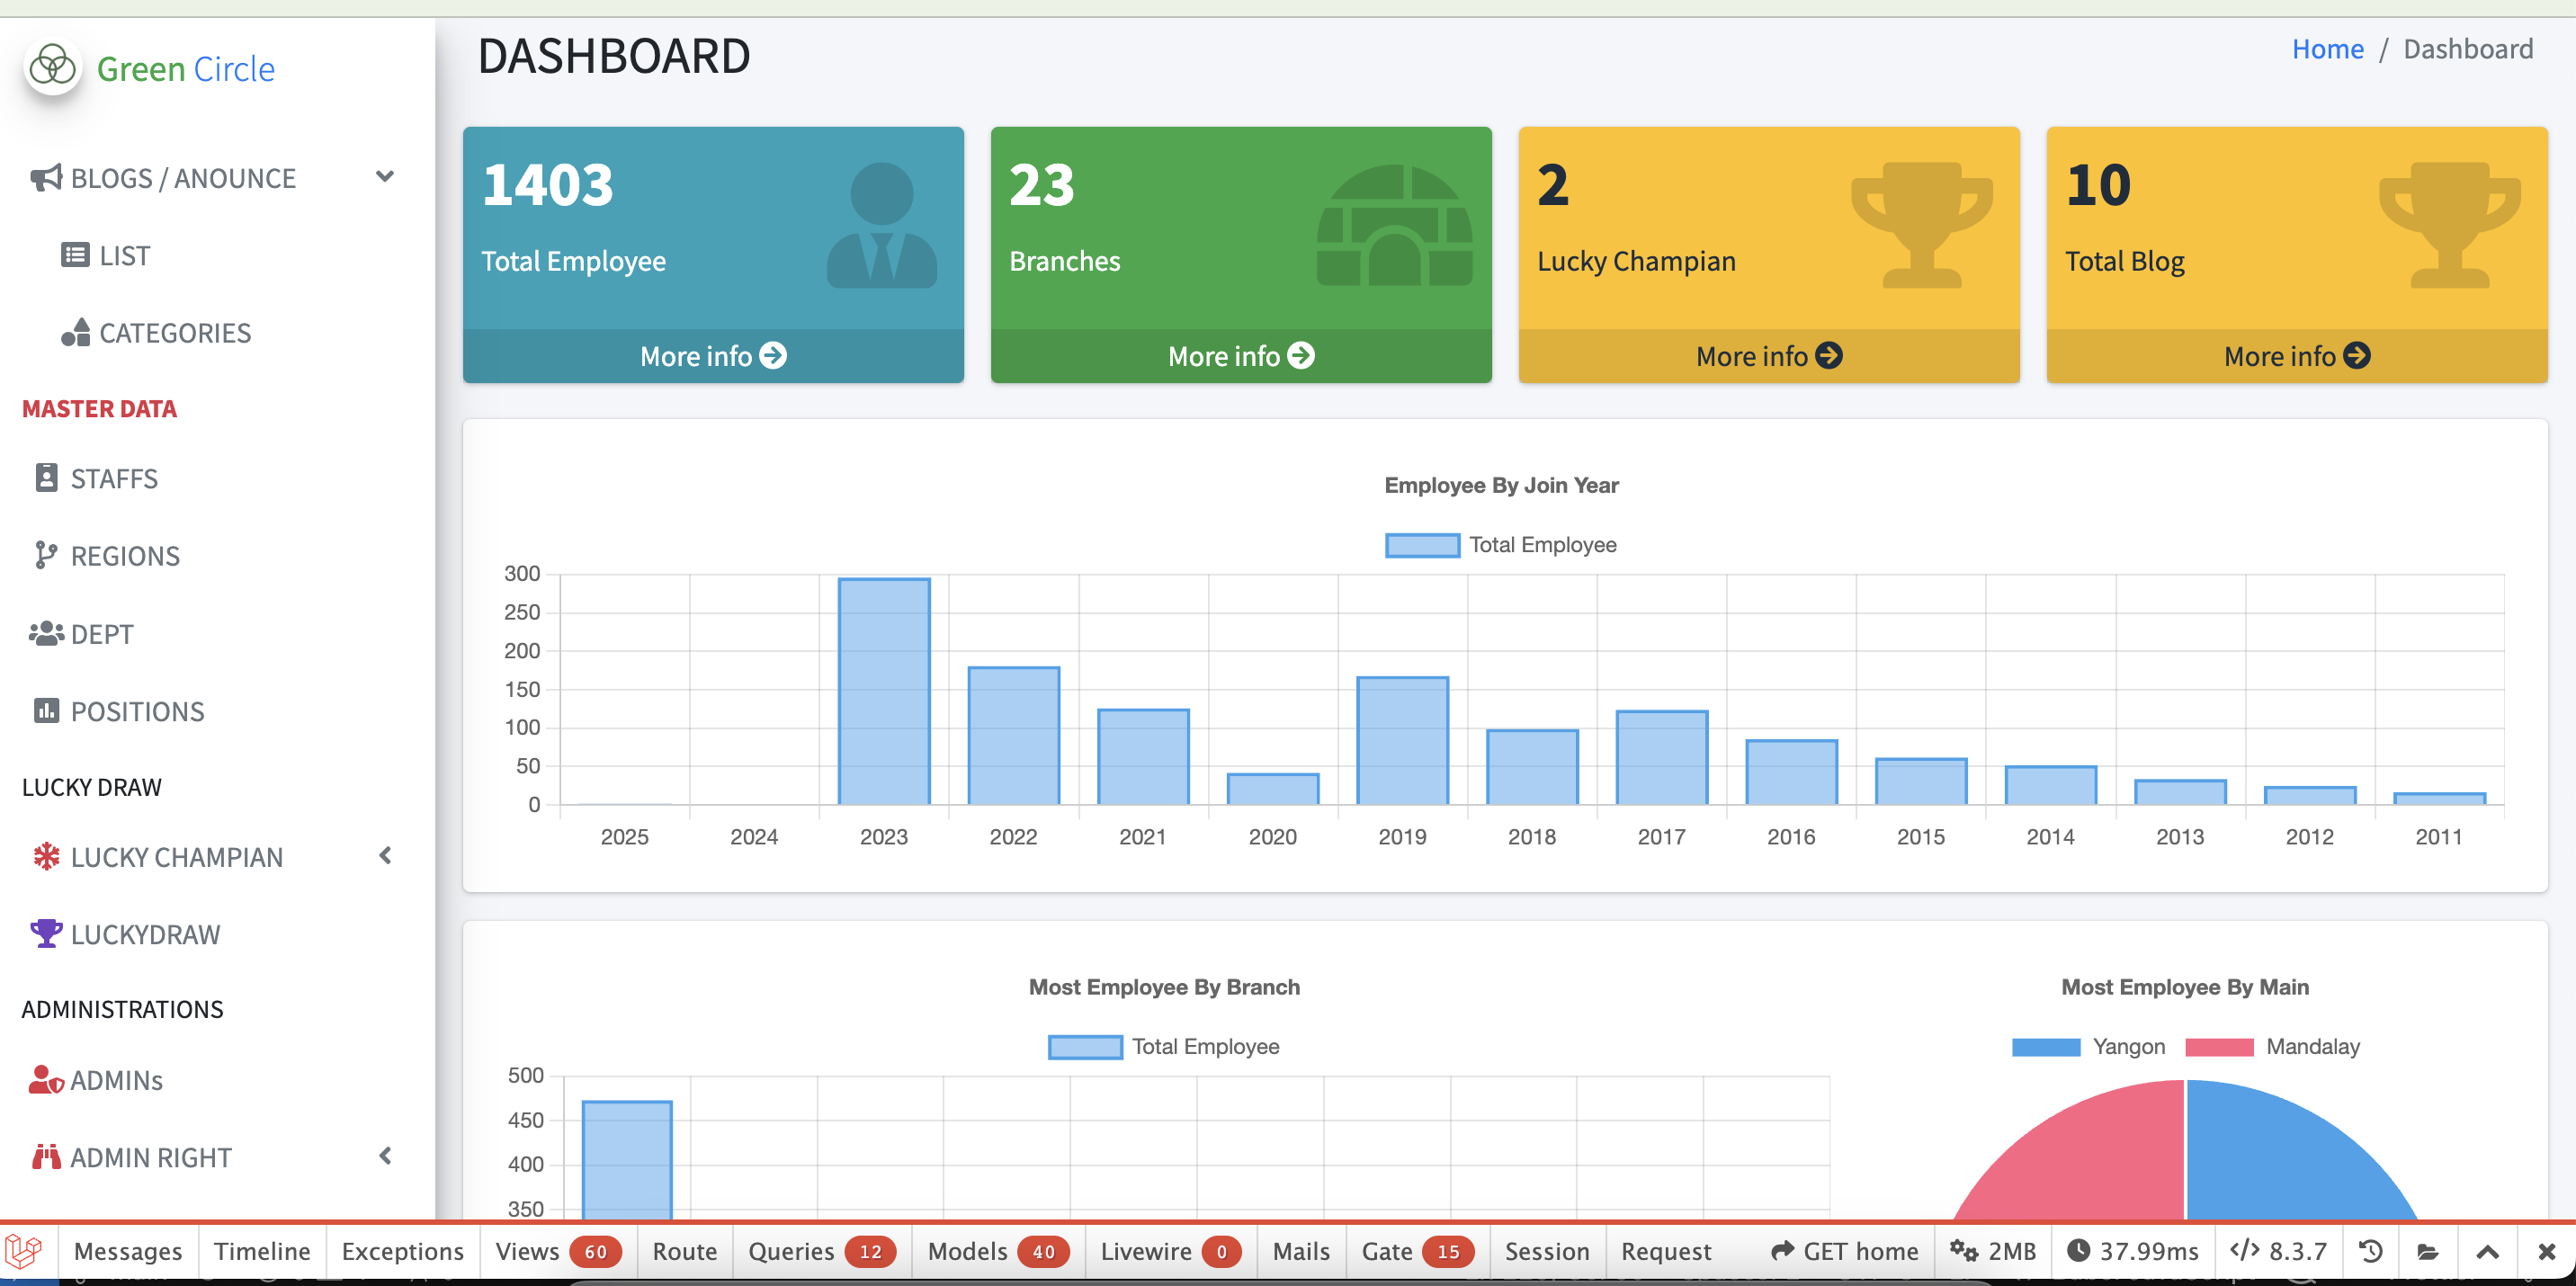 Green Circle
BLOGS / ANOUNCE
LIST
CATEGORIES
MASTER DATA
STAFFS
REGIONS
DEPT
POSITIONS
LUCKY DRAW
LUCKY CHAMPIAN
LUCKYDRAW
ADMINISTRATIONS
ADMINs
ADMIN RIGHT
DASHBOARD
Home / Dashboard
1403
Total Employee
More info
23
Branches
More info
2
Lucky Champian
More info
10
Total Blog
More info
Employee By Join Year
Total Employee
300
250
200
150
100
50
0
2025 2024 2023 2022 2021 2020 2019 2018 2017 2016 2015 2014 2013 2012 2011
Most Employee By Branch
Total Employee
500
450
400
350
Most Employee By Main
Yangon Mandalay
Messages Timeline Exceptions Views 60 Route Queries 12 Models 40 Livewire 0 Mails Gate 15 Session Request GET home 2MB 37.99ms </> 8.3.7